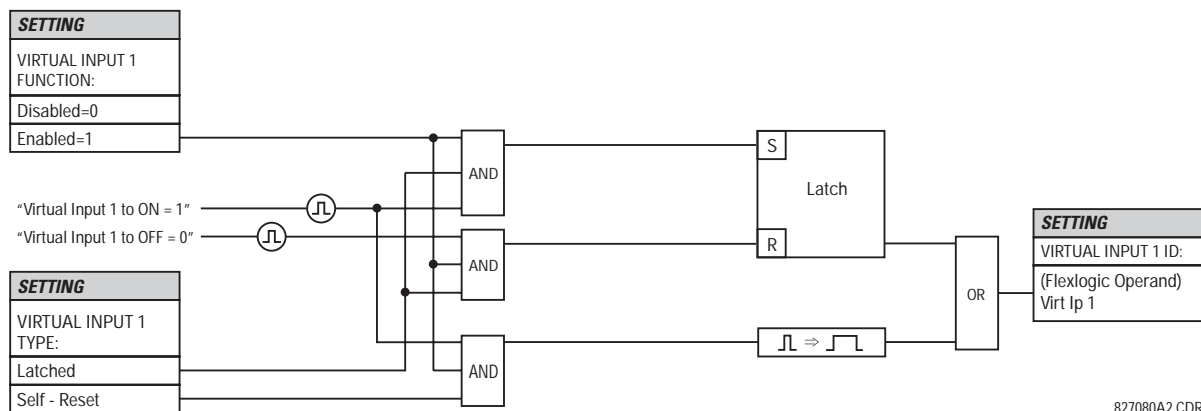 SETTING
VIRTUAL INPUT 1
FUNCTION:
Disabled=0
Enabled=1
“Virtual Input 1 to ON = 1”
“Virtual Input 1 to OFF = 0”
SETTING
VIRTUAL INPUT 1
TYPE:
Latched
Self - Reset
AND
AND
AND
S
Latch
R
OR
SETTING
VIRTUAL INPUT 1 ID:
(Flexlogic Operand)
Virt Ip 1
827080A2.CDR